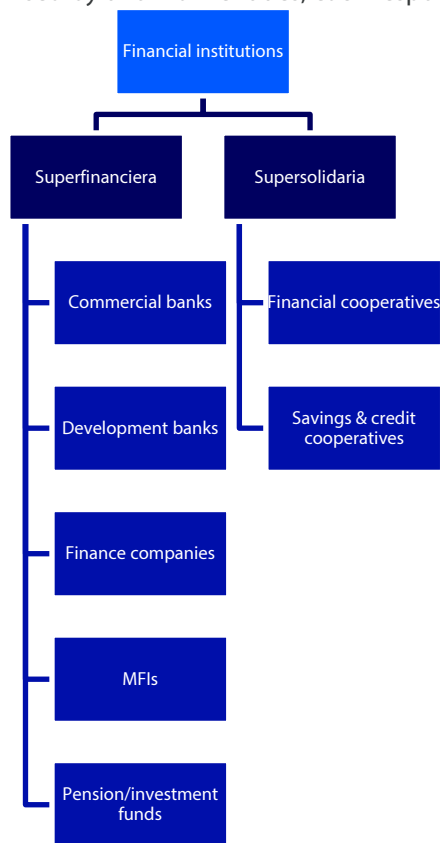 Financial institutions
Superfinanciera
Supersolidaria
Commercial banks
Financial cooperatives
Development banks
Savings & credit
cooperatives
Finance companies
MFIs
Pension/investment
funds